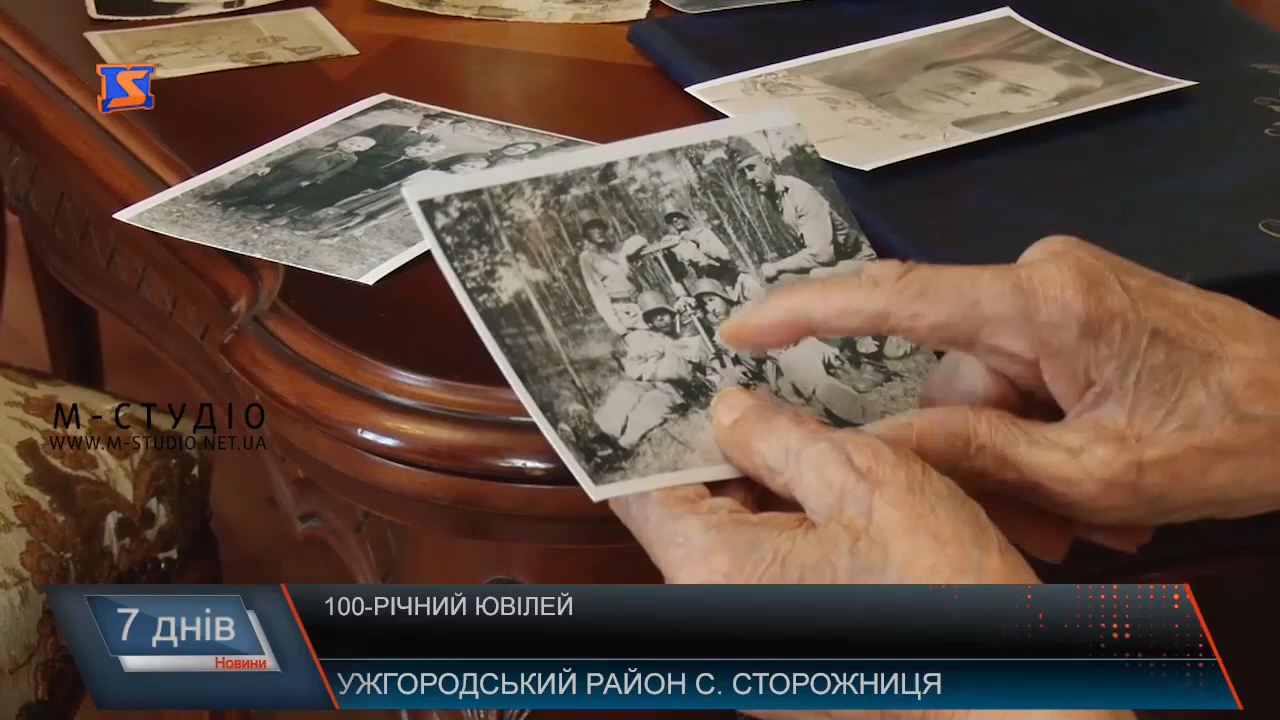 М-СТУДІО
WWW.M-STUDIO.NET.UA
7 днів
Новини
100-РІЧНИЙ ЮВІЛЕЙ
УЖГОРОДСЬКИЙ РАЙОН С. СТОРОЖНИЦЯ